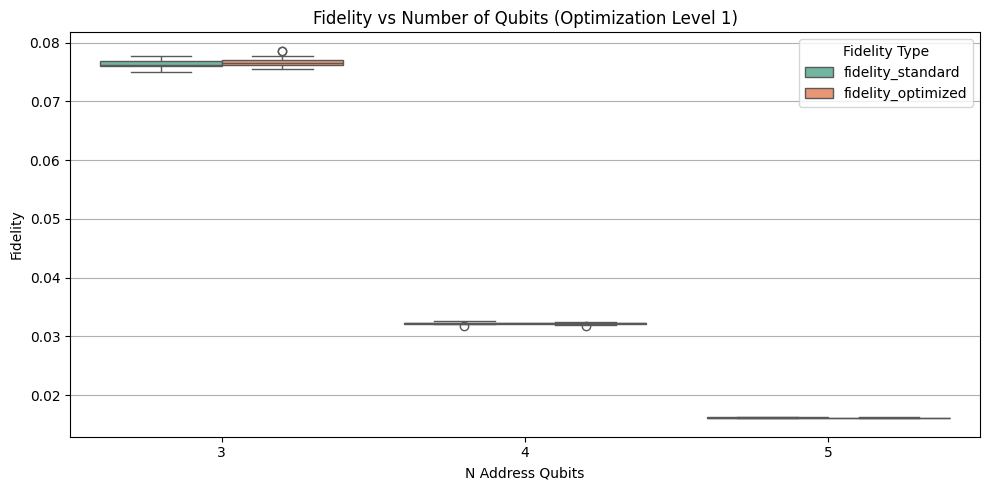 Fidelity vs Number of Qubits (Optimization Level 1)
Fidelity Type
fidelity_standard
fidelity_optimized
Fidelity
0.08
0.07
0.06
0.05
0.04
0.03
0.02
3
4
5
N Address Qubits